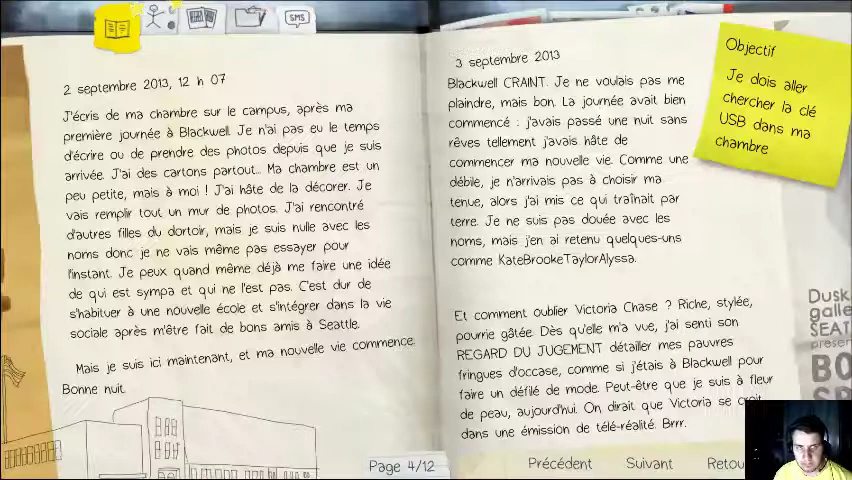 SMS
2 septembre 2013, 12 h 07
J'écris de ma chambre sur le campus, après ma
première journée à Blackwell. Je n'ai pas eu le temps
d'écrire ou de prendre des photos depuis que je suis
arrivée. J'ai des cartons partout... Ma chambre est un
peu petite, mais à moi ! J'ai hâte de la décorer. Je
vais remplir tout un mur de photos. J'ai rencontré
d'autres filles du dortoir, mais je suis nulle avec les
noms donc je ne vais même pas essayer pour
l'instant. Je peux quand même déjà me faire une idée
de qui est sympa et qui ne l'est pas. C'est dur de
s'habituer à une nouvelle école et s'intégrer dans la vie
sociale après m'être fait de bons amis à Seattle.
Mais je suis ici maintenant, et ma nouvelle vie commence.
Bonne nuit.
3 septembre 2013
Blackwell CRAINT. Je ne voulais pas me
plaindre, mais bon. La journée avait bien
commencé : j'avais passé une nuit sans
rêves tellement j'avais hâte de
commencer ma nouvelle vie. Comme une
débile, je n'arrivais pas à choisir ma
tenue, alors j'ai mis ce qui traînait par
terre. Je ne suis pas douée avec les
noms, mais j'en ai retenu quelques-uns
comme KateBrookeTaylorAlyssa.
Et comment oublier Victoria Chase ? Riche, stylée,
pourrie gâtée. Dès qu'elle m'a vue, j'ai senti son
REGARD DU JUGEMENT détailler mes pauvres
fringues d'occase, comme si j'étais à Blackwell pour
faire un défilé de mode. Peut-être que je suis à fleur
de peau, aujourd'hui. On dirait que Victoria se croit
dans une émission de télé-réalité. Brrr.
Objectif
Je dois aller
chercher la clé
USB dans ma
chambre
Dusk
galle
SEAT
presen
BO
Page 4/12
Précédent
Suivant
Retou